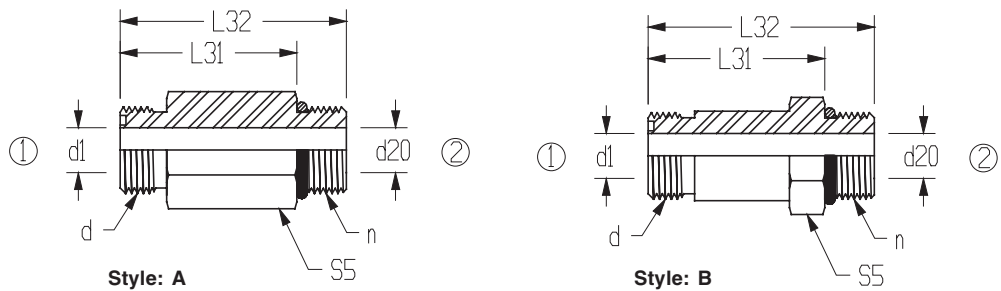 L32
L31
① d1 d20 ②
d n
S5
Style: A
L32
L31
① d1 d20 ②
d n
S5
Style: B